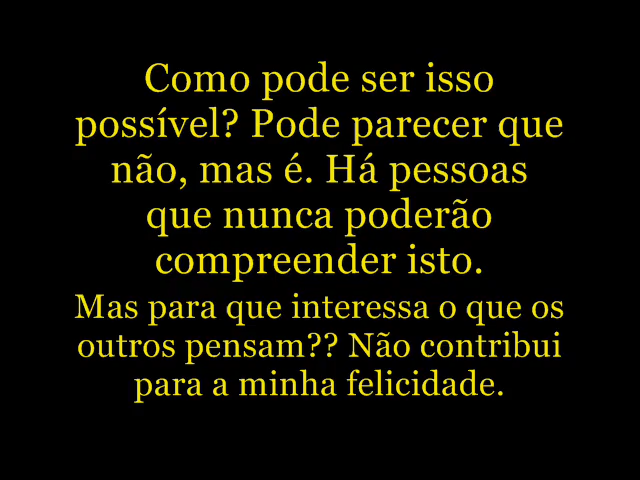 Como pode ser isso
possível? Pode parecer que
não, mas é. Há pessoas
que nunca poderão
compreender isto.
Mas para que interessa o que os
outros pensam?? Não contribui
para a minha felicidade.